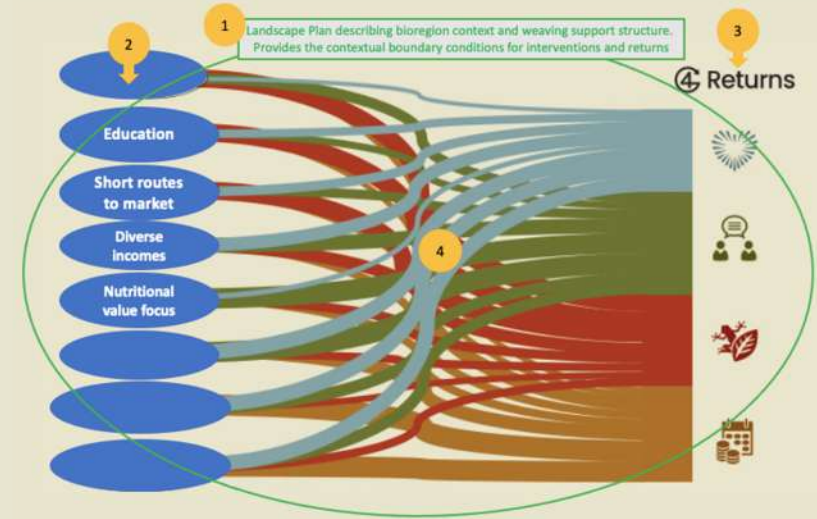 1
Landscape Plan describing bioregion context and weaving support structure.
Provides the contextual boundary conditions for interventions and returns
2
3
4 Returns
Education
Short routes
to market
Diverse
incomes
4
Nutritional
value focus